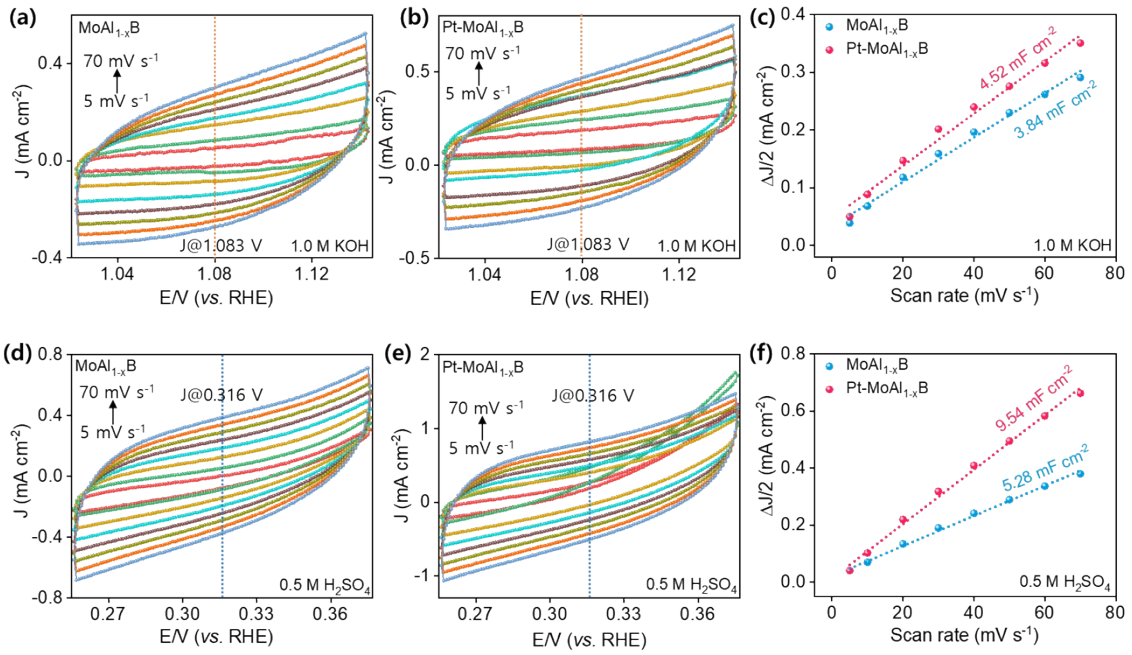 (a)
MoAl1-xB
70 mV s-1
5 mV s-1
J@1.083 V
1.0 M KOH
0.4
0.0
-0.4
J (mA cm-2)
1.04
1.08
1.12
E/V (vs. RHE)
(b)
Pt-MoAl1-xB
70 mV s-1
5 mV s-1
J@1.083 V
1.0 M KOH
0.5
0.0
-0.5
J (mA cm-2)
1.04
1.08
1.12
E/V (vs. RHEI)
(c)
MoAl1-xB
Pt-MoAl1-xB
4.52 mF cm-2
3.84 mF cm-2
1.0 M KOH
0.4
0.3
0.2
0.1
0.0
ΔJ/2 (mA cm-2)
0
20
40
60
80
Scan rate (mV s-1)
(d)
MoAl1-xB
70 mV s-1
5 mV s-1
J@0.316 V
0.5 M H2SO4
0.8
0.4
0.0
-0.4
-0.8
J (mA cm-2)
0.27
0.30
0.33
0.36
E/V (vs. RHE)
(e)
Pt-MoAl1-xB
70 mV s-1
5 mV s-1
J@0.316 V
0.5 M H2SO4
2
1
0
-1
J (mA cm-2)
0.27
0.30
0.33
0.36
E/V (vs. RHE)
(f)
MoAl1-xB
Pt-MoAl1-xB
9.54 mF cm-2
5.28 mF cm-2
0.5 M H2SO4
0.8
0.6
0.4
0.2
0.0
ΔJ/2 (mA cm-2)
0
20
40
60
80
Scan rate (mV s-1)